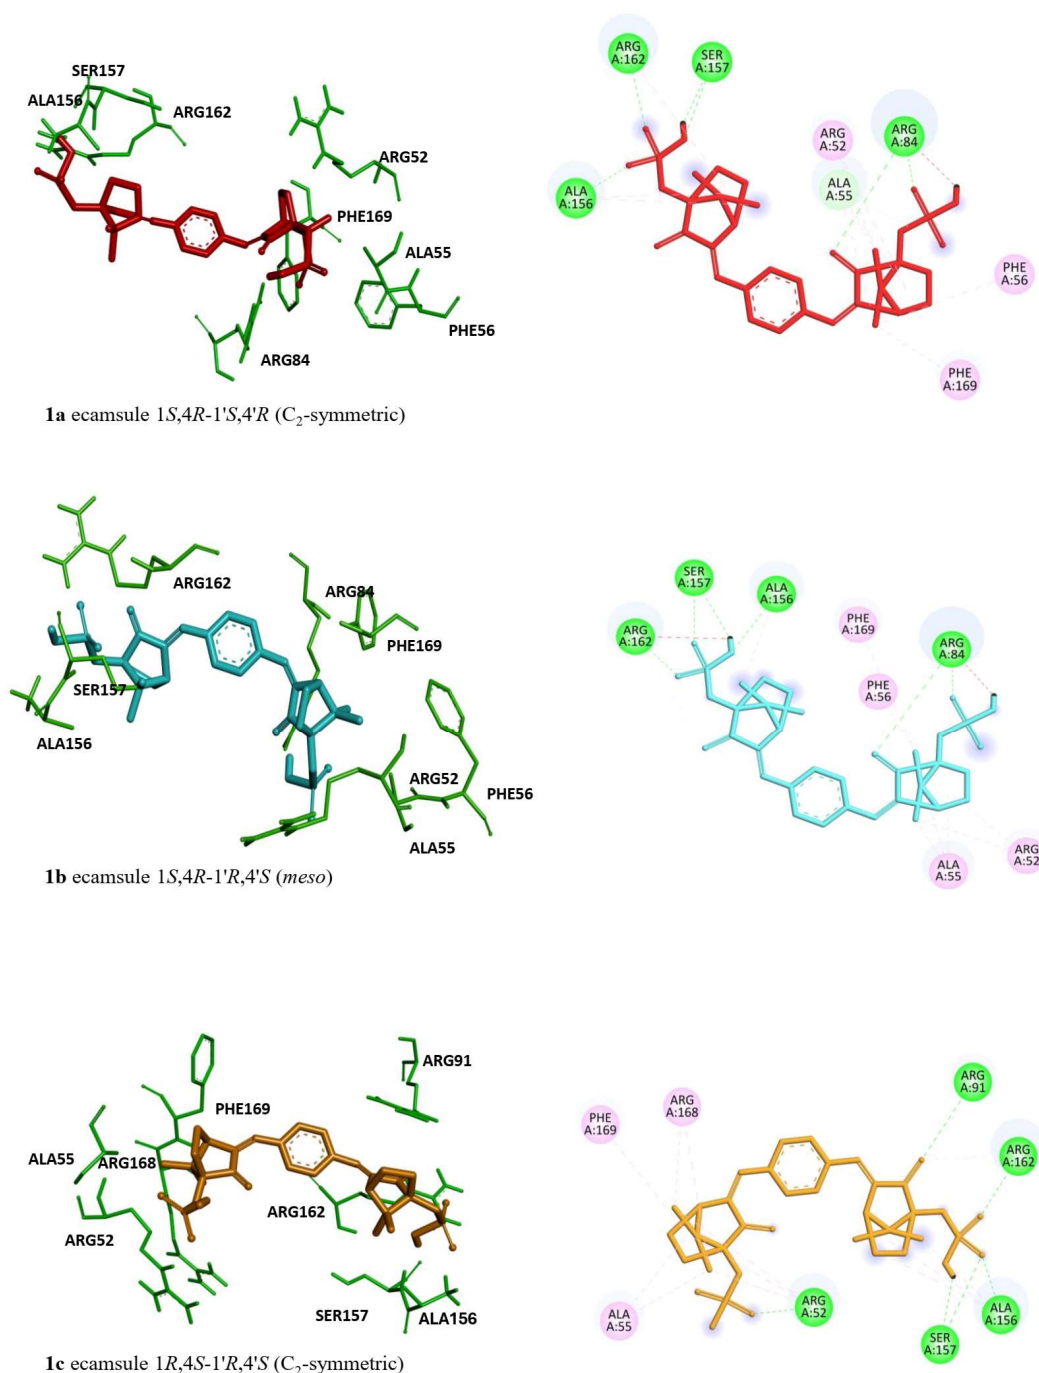 SER157
ALA156
ARG162
ARG52
PHE169
ALA55
PHE56
ARG84
ARG
A:162
SER
A:157
ARG
A:52
ARG
A:84
ALA
A:55
ALA
A:156
PHE
A:56
PHE
A:169
1a ecamsule 1S,4R-1'S,4'R (C₂-symmetric)
ARG162
ARG84
PHE169
SER157
ALA156
ARG52
PHE56
ALA55
SER
A:157
ALA
A:156
PHE
A:169
ARG
A:162
ARG
A:84
PHE
A:56
ARG
A:52
ALA
A:55
1b ecamsule 1S,4R-1'R,4'S (meso)
ARG91
PHE169
ALA55
ARG168
ARG162
ARG52
SER157
ALA156
ARG
A:91
ARG
A:168
PHE
A:169
ARG
A:162
ARG
A:52
ALA
A:55
ALA
A:156
SER
A:157
1c ecamsule 1R,4S-1'R,4'S (C₂-symmetric)